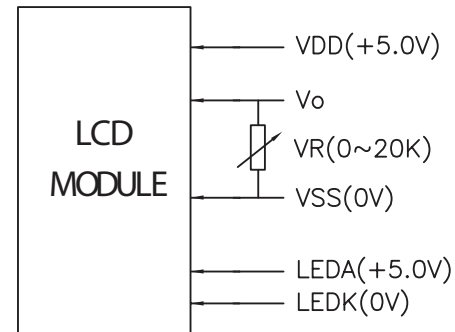 VDD(+5.0V)
Vo
LCD
MODULE
VR(0~20K)
VSS(0V)
LEDA(+5.0V)
LEDK(0V)